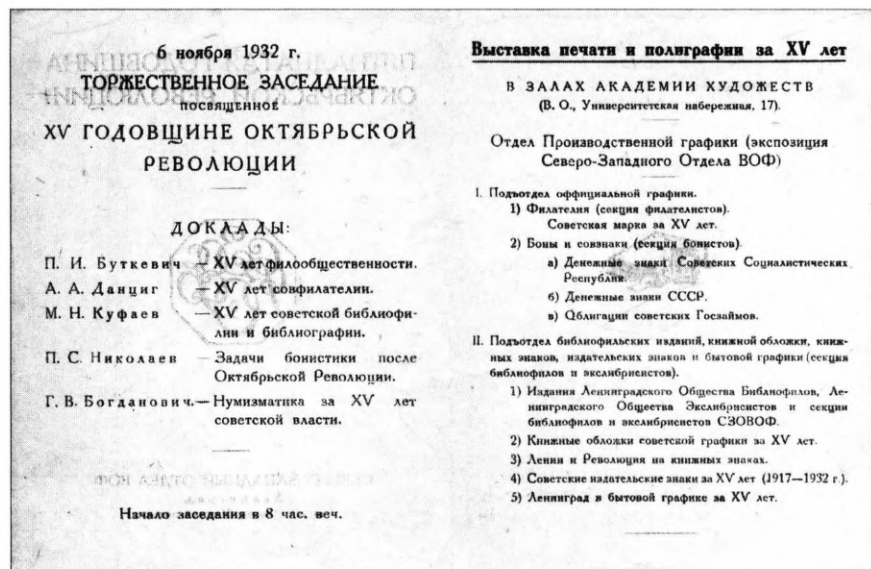 6 ноября 1932 г.
ТОРЖЕСТВЕННОЕ ЗАСЕДАНИЕ
посвященное
XV ГОДОВЩИНЕ ОКТЯБРЬСКОЙ
РЕВОЛЮЦИИ
ДОКЛАДЫ:
П. И. Буткевич — XV лет филообщественности.
А. А. Данциг — XV лет совфилателии.
М. Н. Куфаев — XV лет советской библиофи-
лии и библиографии.
П. С. Николаев — Задачи бонистики после
Октябрьской Революции.
Г. В. Богданович. — Нумизматика за XV лет
советской власти.
Начало заседания в 8 час. веч.
Выставка печати и полиграфии за XV лет
В ЗАЛАХ АКАДЕМИИ ХУДОЖЕСТВ
(В. О., Университетская набережная, 17).
Отдел Производственной графики (экспозиция
Северо-Западного Отдела ВОФ)
I. Подъотдел оффициальной графики.
1) Филателия (секция филателистов).
Советская марка за XV лет.
2) Боны и совзнаки (секция бонистов).
а) Денежные знаки Советских Социалистических
Республик.
б) Денежные знаки СССР.
в) Облигации советских Госзаймов.
II. Подъотдел библиофильских изданий, книжной обложки, книж-
ных знаков, издательских знаков и бытовой графики (секция
библиофилов и экслибрисистов).
1) Издания Ленинградского Общества Библиофилов, Ле-
нинградского Общества Экслибрисистов и секции
библиофилов и экслибрисистов СЗОВОФ.
2) Книжные обложки советской графики за XV лет.
3) Ленин и Революция на книжных знаках.
4) Советские издательские знаки за XV лет (1917—1932 г.).
5) Ленинград в бытовой графике за XV лет.